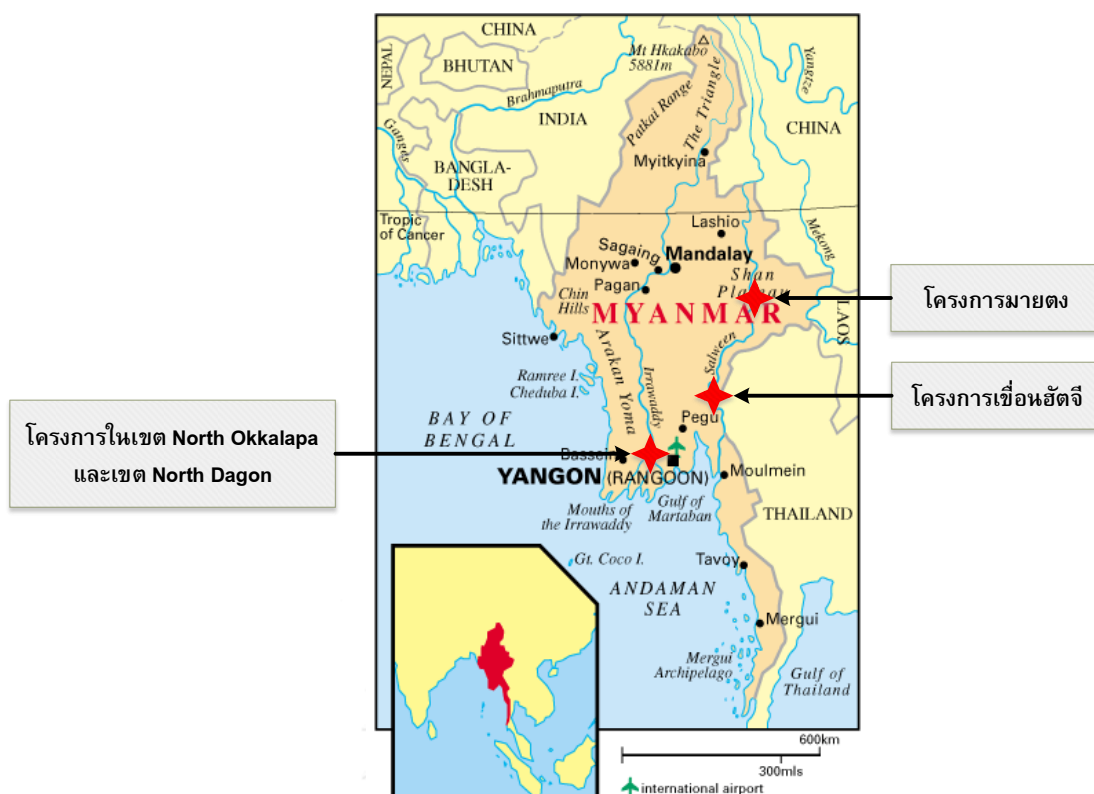 CHINA
NEPAL
BHUTAN
Brahmaputra
Mt Hkakabo
5881m
Patkai Range
The Triangle
Yangtze
INDIA
CHINA
Ganges
BANGLA-
DESH
Myitkyina
Tropic
of Cancer
Lashio
Mekong
Sagaing
Mandalay
Monywa
Shan
Plateau
Pagan
Chin
Hills
MYANMAR
LAOS
โครงการมายตง
Sittwe
Arakan Yoma
Irrawaddy
Salween
Ramree I.
Cheduba I.
โครงการเขื่อนฮัตจี
BAY OF
BENGAL
Pegu
โครงการในเขต North Okkalapa
และเขต North Dagon
Bassein
YANGON (RANGOON)
Moulmein
Mouths of
the Irrawaddy
Gulf of
Martaban
THAILAND
Gt. Coco I.
Tavoy
ANDAMAN
SEA
Mergui
Mergui
Archipelago
Gulf of
Thailand
600km
300mls
international airport